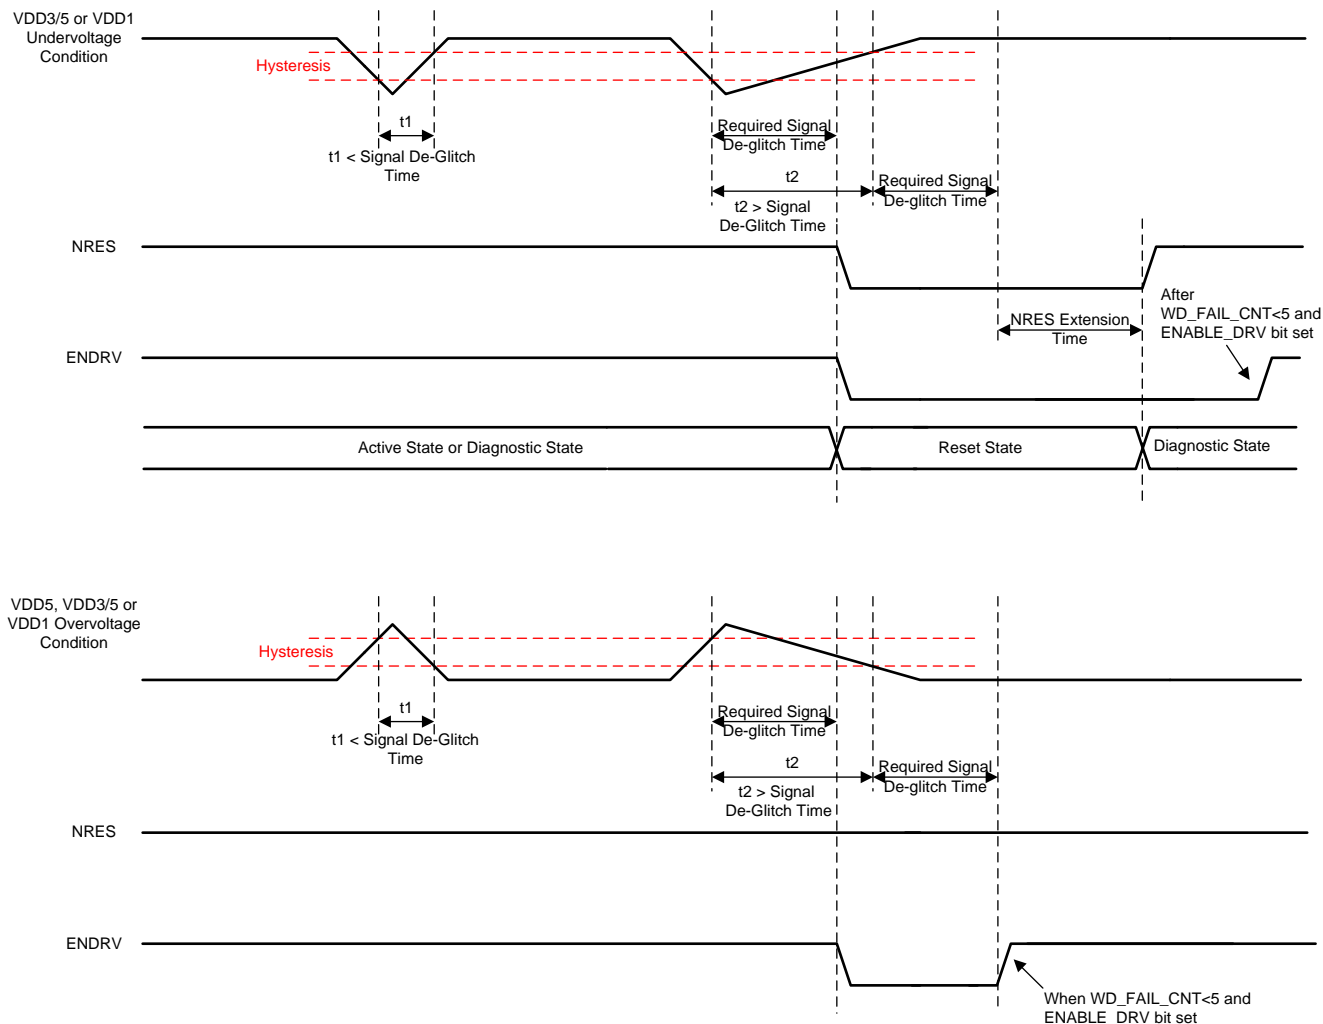 VDD3/5 or VDD1
Undervoltage
Condition
Hysteresis
t1
t1 < Signal De-Glitch
Time
Required Signal
De-glitch Time
t2
t2 > Signal
De-Glitch Time
Required Signal
De-glitch Time
NRES
After
WD_FAIL_CNT<5 and
ENABLE_DRV bit set
NRES Extension
Time
ENDRV
Active State or Diagnostic State
Reset State
Diagnostic State
VDD5, VDD3/5 or
VDD1 Overvoltage
Condition
Hysteresis
t1
t1 < Signal De-Glitch
Time
Required Signal
De-glitch Time
t2
t2 > Signal
De-Glitch Time
Required Signal
De-glitch Time
NRES
ENDRV
When WD_FAIL_CNT<5 and
ENABLE_DRV bit set